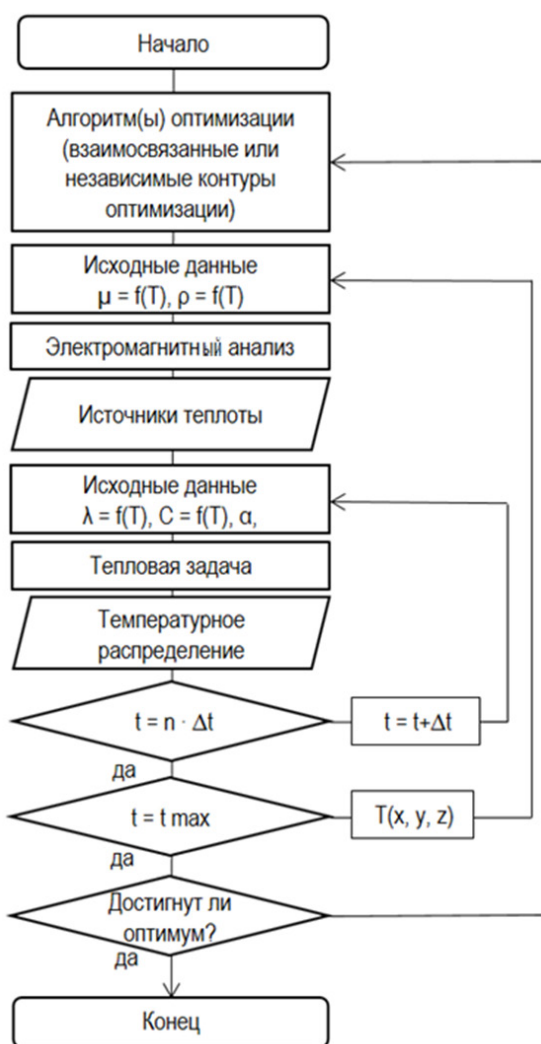 Начало
Алгоритм(ы) оптимизации
(взаимосвязанные или
независимые контуры
оптимизации)
Исходные данные
μ = f(T), ρ = f(T)
Электромагнитный анализ
Источники теплоты
Исходные данные
λ = f(T), C = f(T), α,
Тепловая задача
Температурное
распределение
t = n · Δt
t = t+Δt
да
t = t max
T(x, y, z)
да
Достигнут ли
оптимум?
да
Конец